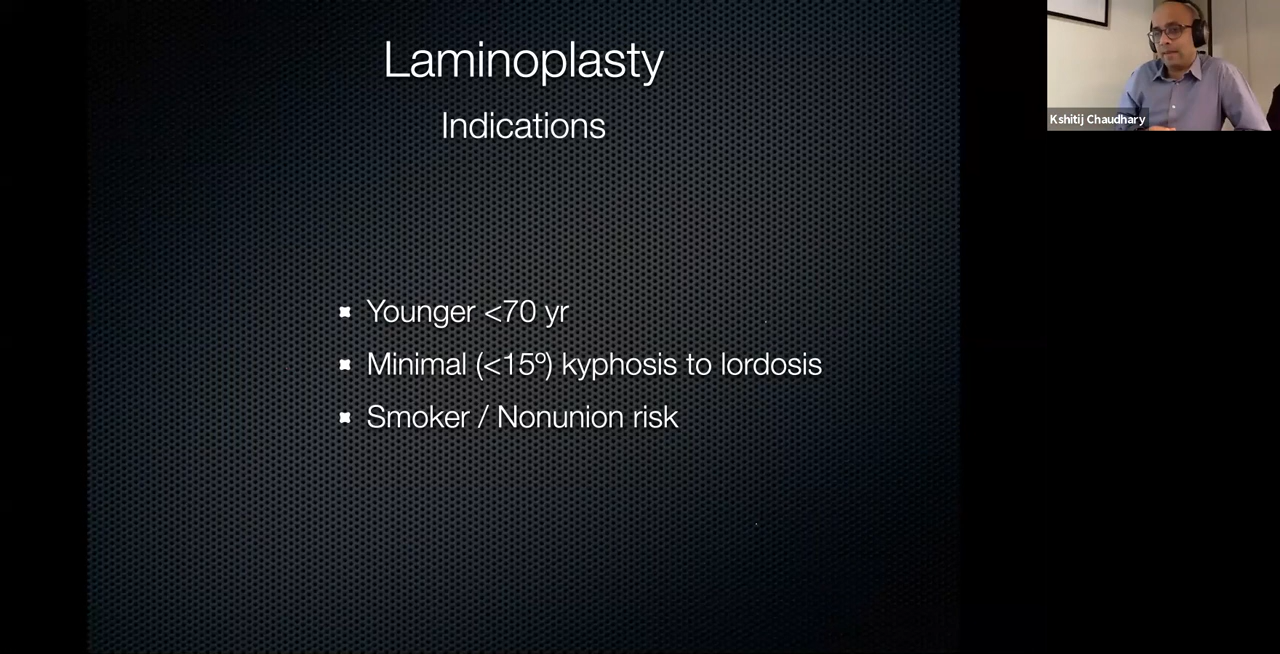 Laminoplasty
Indications
Younger <70 yr
Minimal (<15º) kyphosis to lordosis
Smoker / Nonunion risk
Kshitij Chaudhary